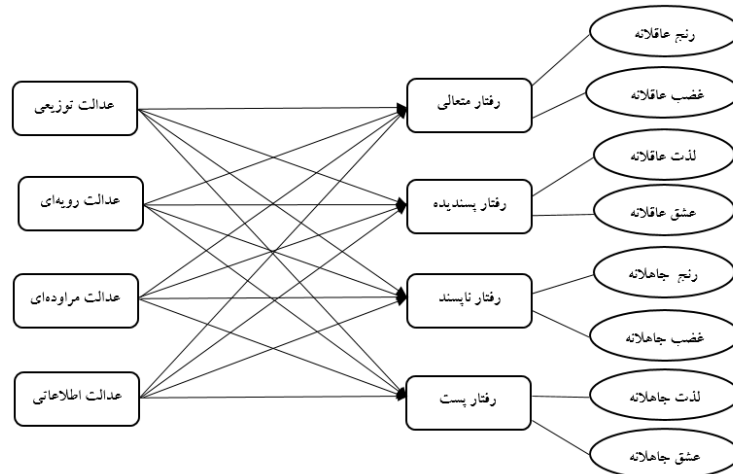 رنج عاقلانه
غضب عاقلانه
لذت عاقلانه
عشق عاقلانه
رنج جاهلانه
غضب جاهلانه
لذت جاهلانه
عشق جاهلانه
رفتار متعالی
رفتار پسندیده
رفتار ناپسند
رفتار پست
عدالت توزیعی
عدالت رویه‌ای
عدالت مراوده‌ای
عدالت اطلاعاتی